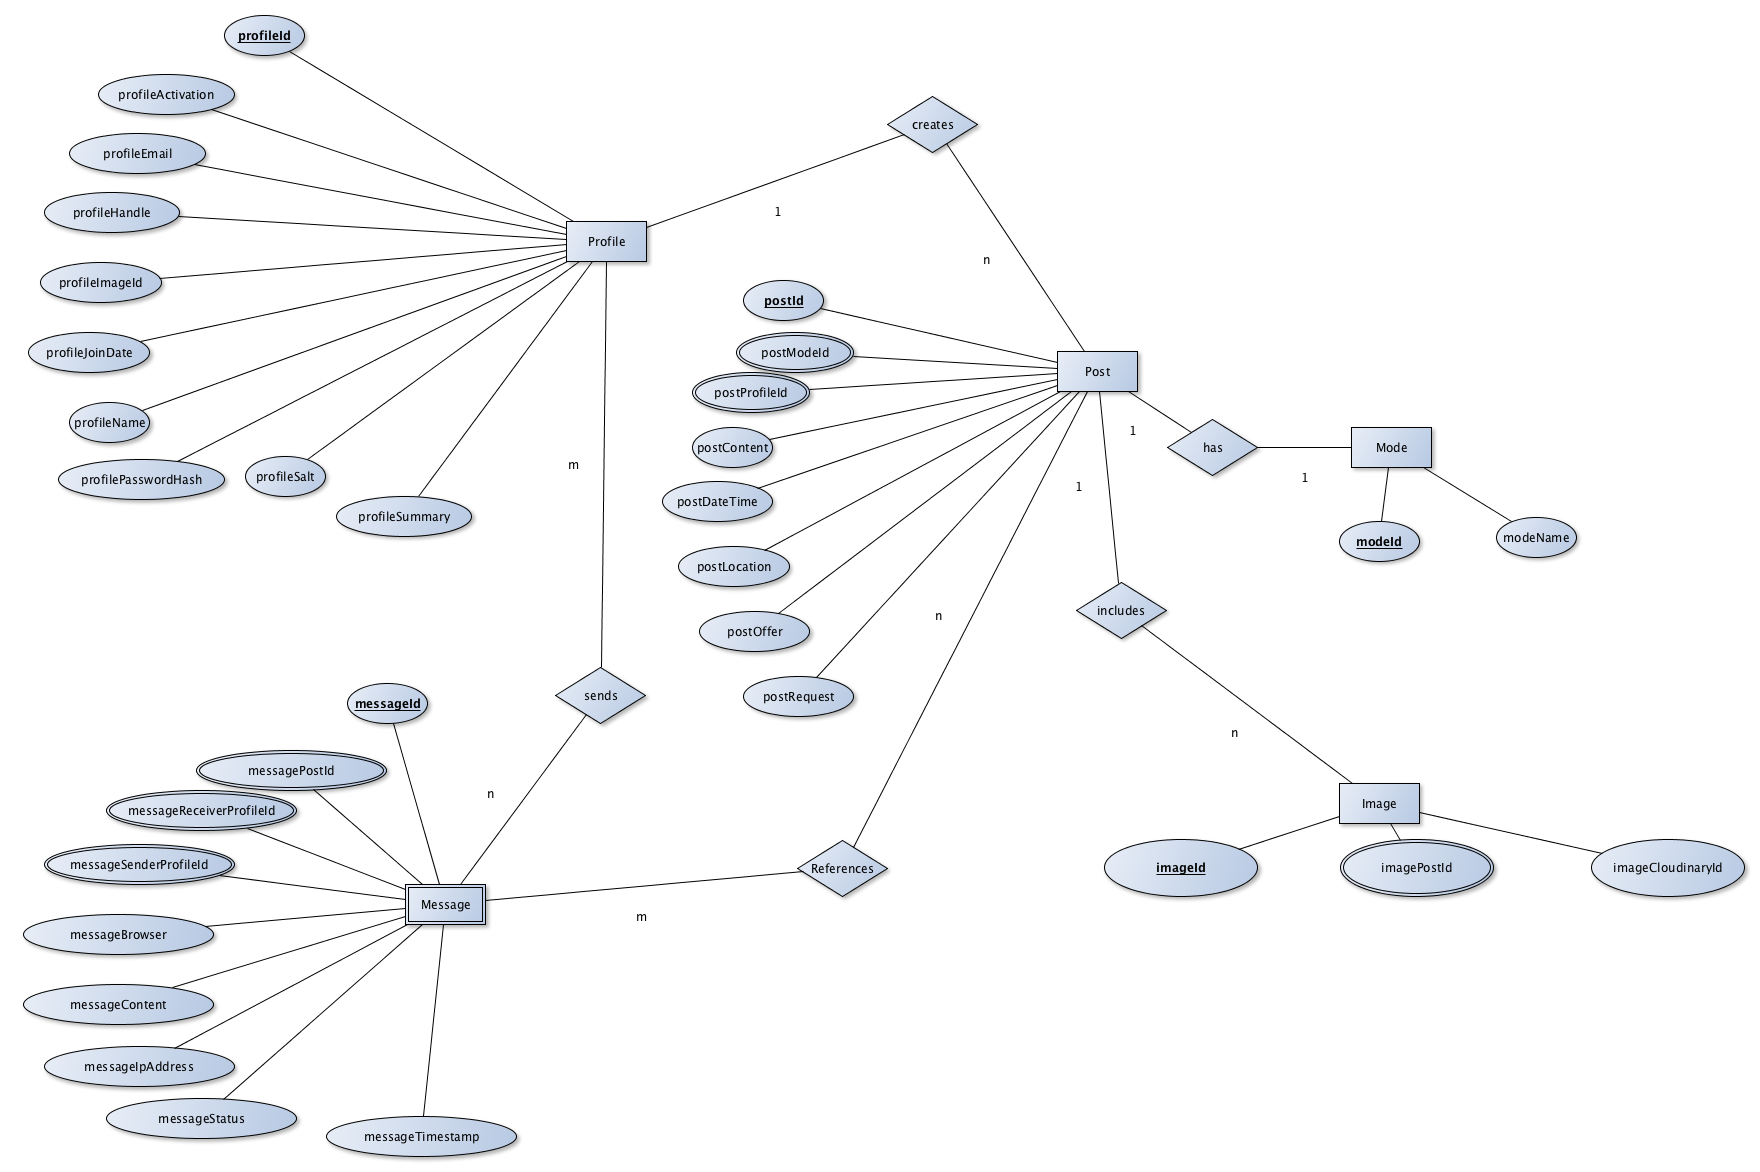 profileId
profileActivation
profileEmail
profileHandle
profileImageId
profileJoinDate
profileName
profilePasswordHash
profileSalt
profileSummary
Profile
creates
1
n
postId
postModeId
postProfileId
postContent
postDateTime
postLocation
postOffer
postRequest
Post
1
has
1
Mode
modeId
modeName
m
sends
n
1
includes
n
Image
imageId
imagePostId
imageCloudinaryId
n
References
m
messageId
messagePostId
messageReceiverProfileId
messageSenderProfileId
Message
messageBrowser
messageContent
messageIpAddress
messageStatus
messageTimestamp